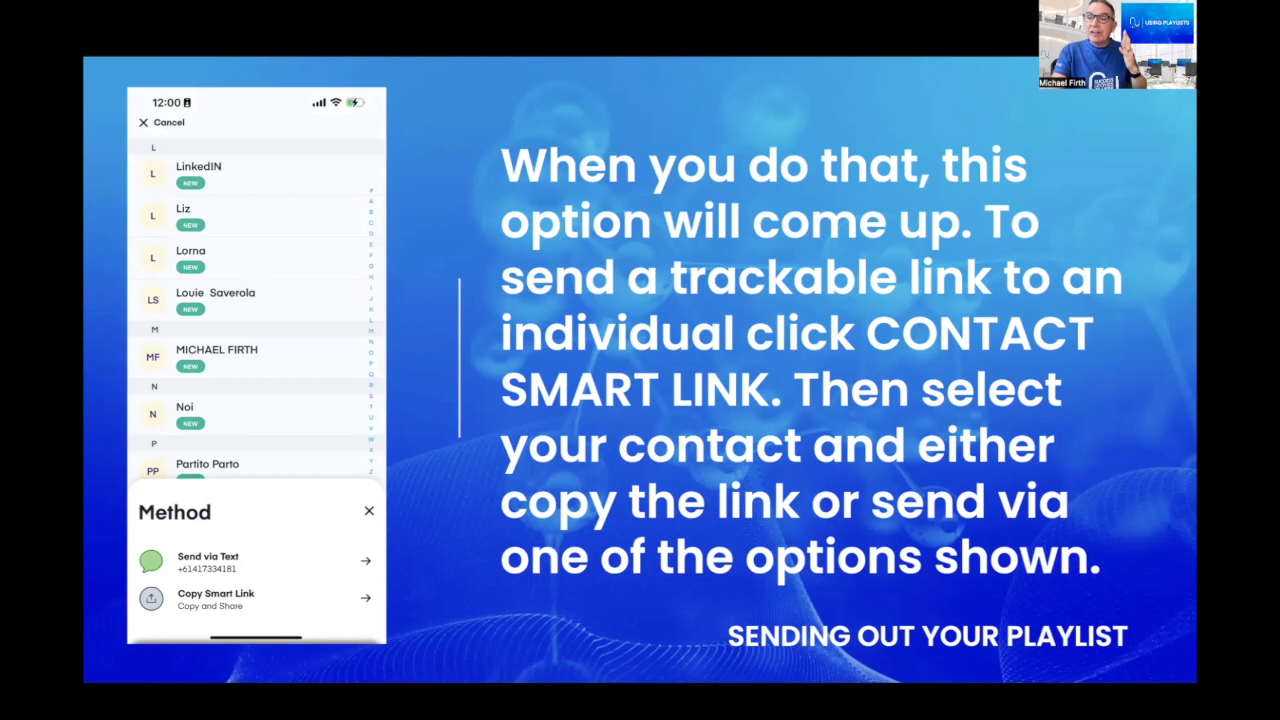 12:00
Cancel
L
L
LinkedIN
NEW
L
Liz
NEW
L
Lorna
NEW
LS
Louie Saverola
NEW
M
MF
MICHAEL FIRTH
NEW
N
N
Noi
NEW
P
PP
Partito Parto
Method
Send via Text
+61417334181
Copy Smart Link
Copy and Share
When you do that, this
option will come up. To
send a trackable link to an
individual click CONTACT
SMART LINK. Then select
your contact and either
copy the link or send via
one of the options shown.
SENDING OUT YOUR PLAYLIST
USING PLAYLISTS
Michael Firth